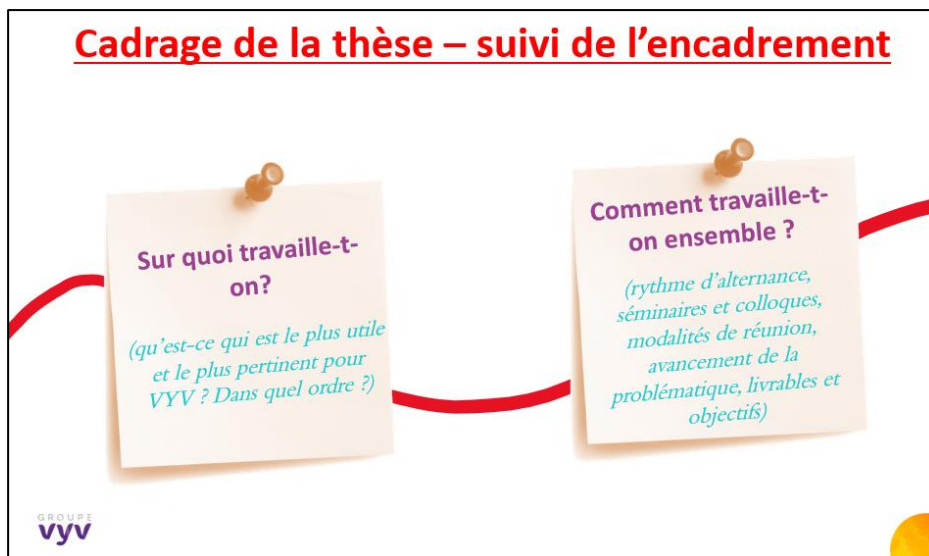 Cadrage de la thèse – suivi de l’encadrement
Sur quoi travaille-t-
on?
(qu’est-ce qui est le plus utile
et le plus pertinent pour
VYV ? Dans quel ordre ?)
Comment travaille-t-
on ensemble ?
(rythme d’alternance,
séminaires et colloques,
modalités de réunion,
avancement de la
problématique, livrables et
objectifs)
GROUPE
vyv